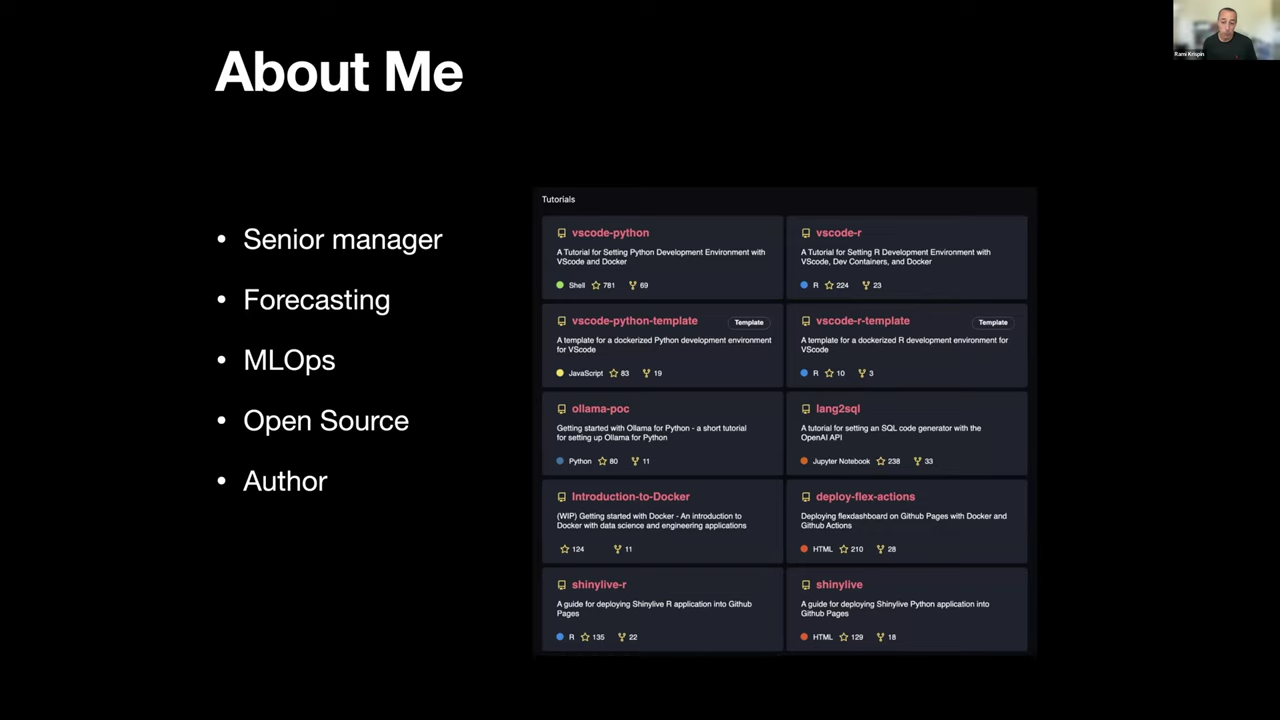 About Me
Rami Krispin
• Senior manager
• Forecasting
• MLOps
• Open Source
• Author
Tutorials
vscode-python
A Tutorial for Setting Python Development Environment with
VScode and Docker
Shell 781 69
vscode-r
A Tutorial for Setting R Development Environment with
VScode, Dev Containers, and Docker
R 224 23
vscode-python-template Template
A template for a dockerized Python development environment
for VScode
JavaScript 83 19
vscode-r-template Template
A template for a dockerized R development environment for
VScode
R 10 3
ollama-poc
Getting started with Ollama for Python - a short tutorial
for setting up Ollama for Python
Python 80 11
lang2sql
A tutorial for setting an SQL code generator with the
OpenAI API
Jupyter Notebook 238 33
Introduction-to-Docker
(WIP) Getting started with Docker - An introduction to
Docker with data science and engineering applications
124 11
deploy-flex-actions
Deploying flexdashboard on Github Pages with Docker and
Github Actions
HTML 210 28
shinylive-r
A guide for deploying Shinylive R application into Github
Pages
R 135 22
shinylive
A guide for deploying Shinylive Python application into
Github Pages
HTML 129 18